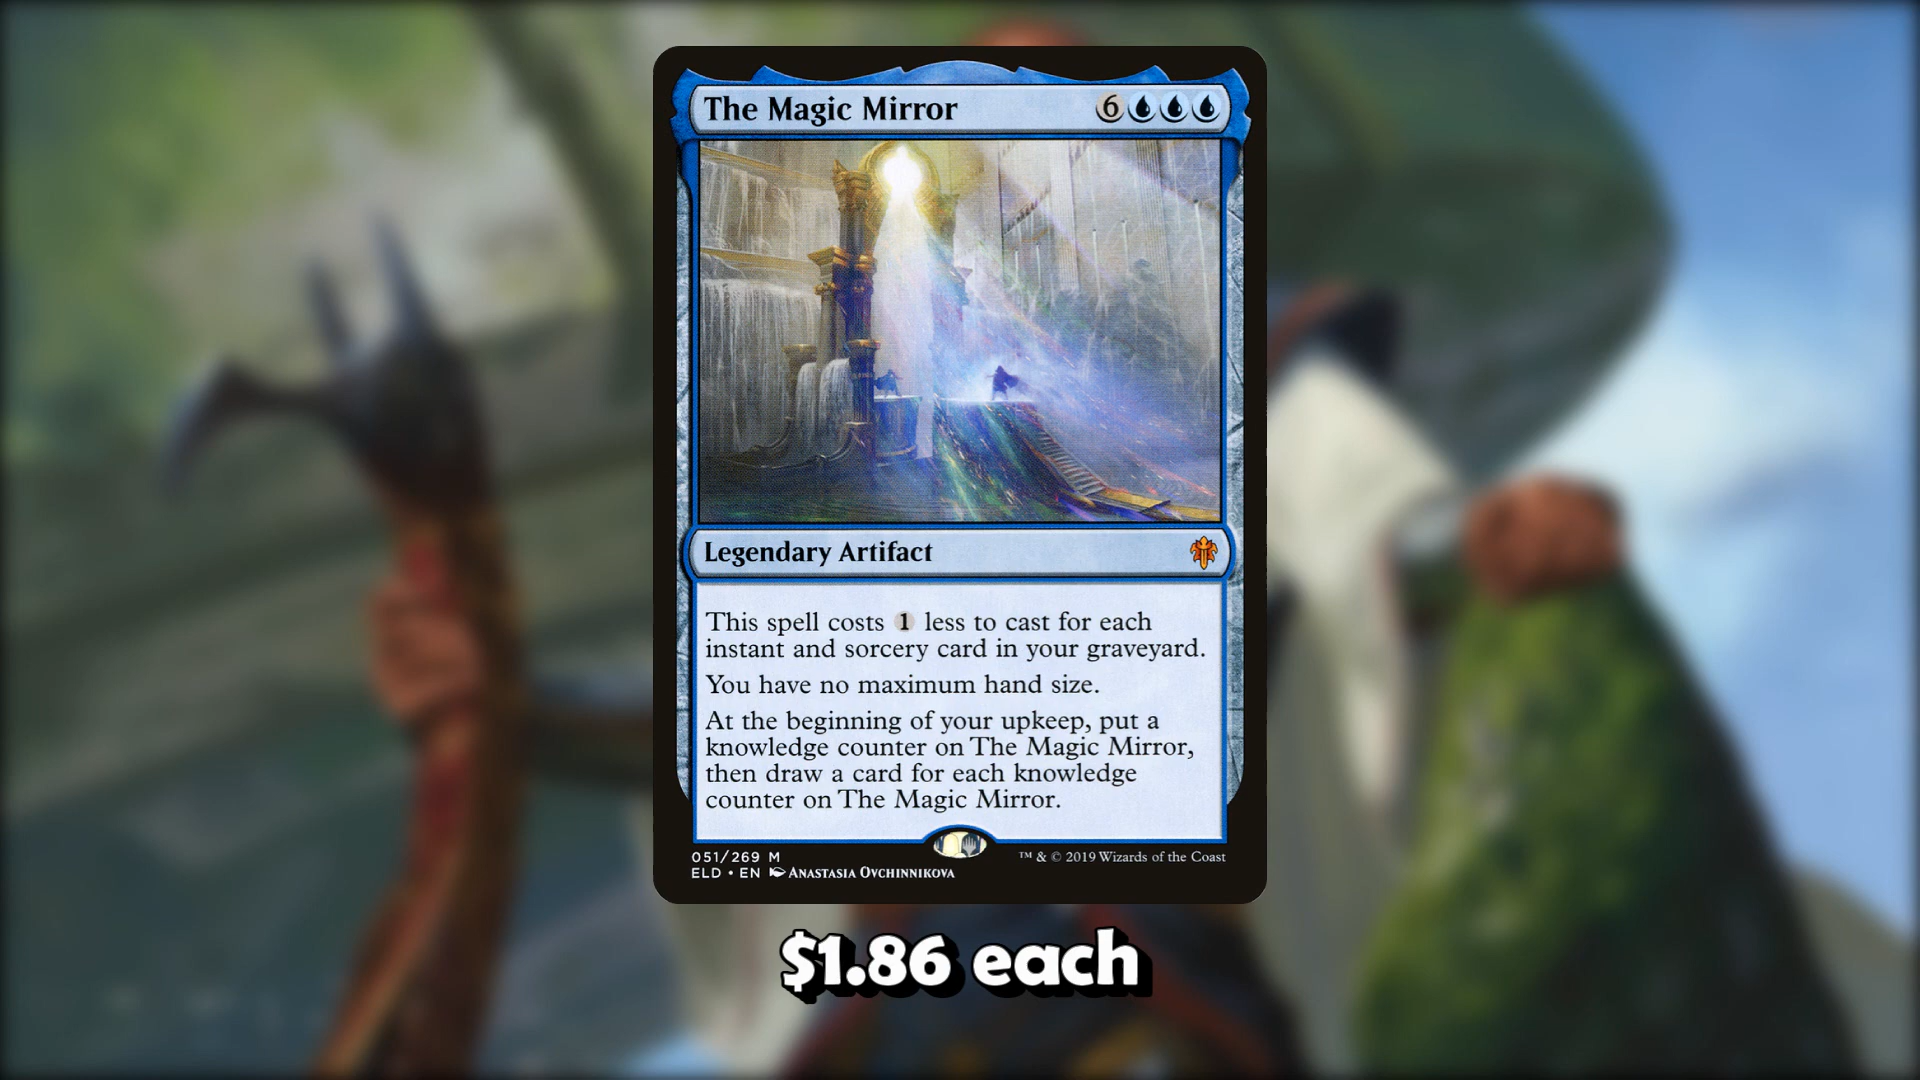 The Magic Mirror 6
Legendary Artifact
This spell costs 1 less to cast for each
instant and sorcery card in your graveyard.
You have no maximum hand size.
At the beginning of your upkeep, put a
knowledge counter on The Magic Mirror,
then draw a card for each knowledge
counter on The Magic Mirror.
051/269 M
™ & © 2019 Wizards of the Coast
ELD • EN Anastasia Ovchinnikova
$1.86 each